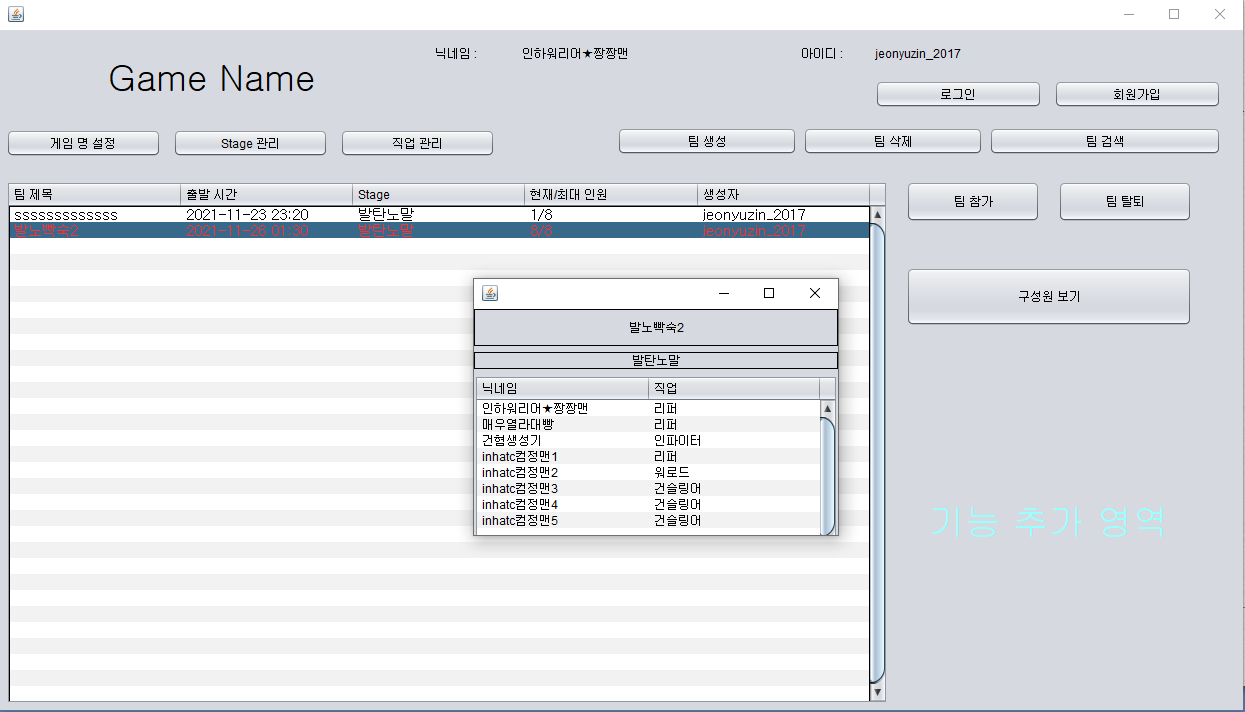 닉네임 : 인하워리어★짱짱맨 아이디 : jeonyuzin_2017
Game Name
로그인 회원가입
게임 명 설정 Stage 관리 직업 관리 팀 생성 팀 삭제 팀 검색
팀 제목 출발 시간 Stage 현재/최대 인원 생성자
팀 참가 팀 탈퇴
sssssssssssss 2021-11-23 23:20 발탄노말 1/8 jeonyuzin_2017
발노빡숙2 2021-11-28 01:30 발탄노말 8/8 jeonyuzin_2017
구성원 보기
발노빡숙2
발탄노말
닉네임 직업
인하워리어★짱짱맨 리퍼
매우열라대빵 리퍼
건협생성기 인파이터
inhatc컴정맨1 리퍼
inhatc컴정맨2 워로드
inhatc컴정맨3 건슬링어
inhatc컴정맨4 건슬링어
inhatc컴정맨5 건슬링어
기능 추가 영역